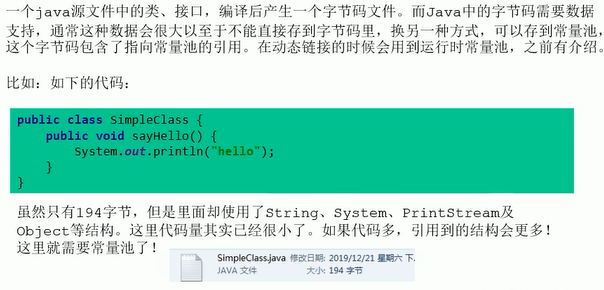 一个java源文件中的类、接口，编译后产生一个字节码文件。而Java中的字节码需要数据
支持，通常这种数据会很大以至于不能直接存到字节码里，换另一种方式，可以存到常量池，
这个字节码包含了指向常量池的引用。在动态链接的时候会用到运行时常量池，之前有介绍。
比如：如下的代码：
public class SimpleClass {
    public void sayHello() {
        System.out.println("hello");
    }
}
虽然只有194字节，但是里面却使用了String、System、PrintStream及
Object等结构。这里代码量其实已经很小了。如果代码多，引用到的结构会更多！
这里就需要常量池了！
SimpleClass.java 修改日期: 2019/12/21 星期六 下...
JAVA 文件 大小: 194 字节